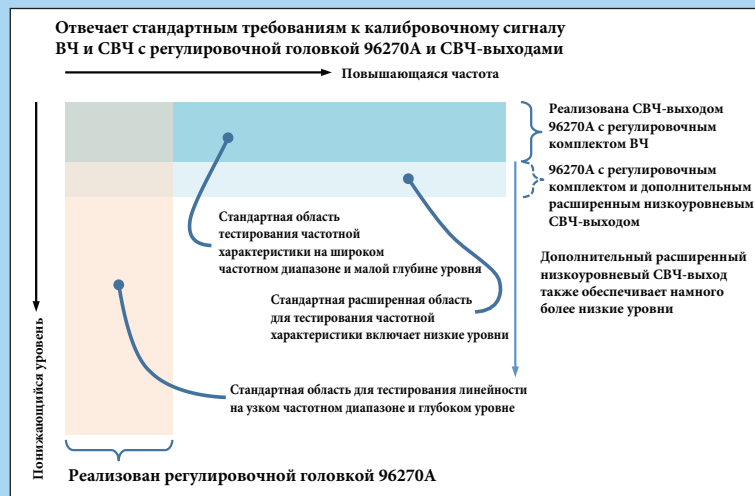 Отвечает стандартным требованиям к калибровочному сигналу
ВЧ и СВЧ с регулировочной головкой 96270A и СВЧ-выходами
Повышающаяся частота
Понижающийся уровень
Реализована СВЧ-выходом
96270A с регулировочным
комплектом ВЧ
96270A с регулировочным
комплектом и дополнительным
расширенным низкоуровневым
СВЧ-выходом
Дополнительный расширенный
низкоуровневый СВЧ-выход
также обеспечивает намного
более низкие уровни
Стандартная область
тестирования частотной
характеристики на широком
частотном диапазоне и малой глубине уровня
Стандартная расширенная область
для тестирования частотной
характеристики включает низкие уровни
Стандартная область для тестирования линейности
на узком частотном диапазоне и глубоком уровне
Реализован регулировочной головкой 96270A